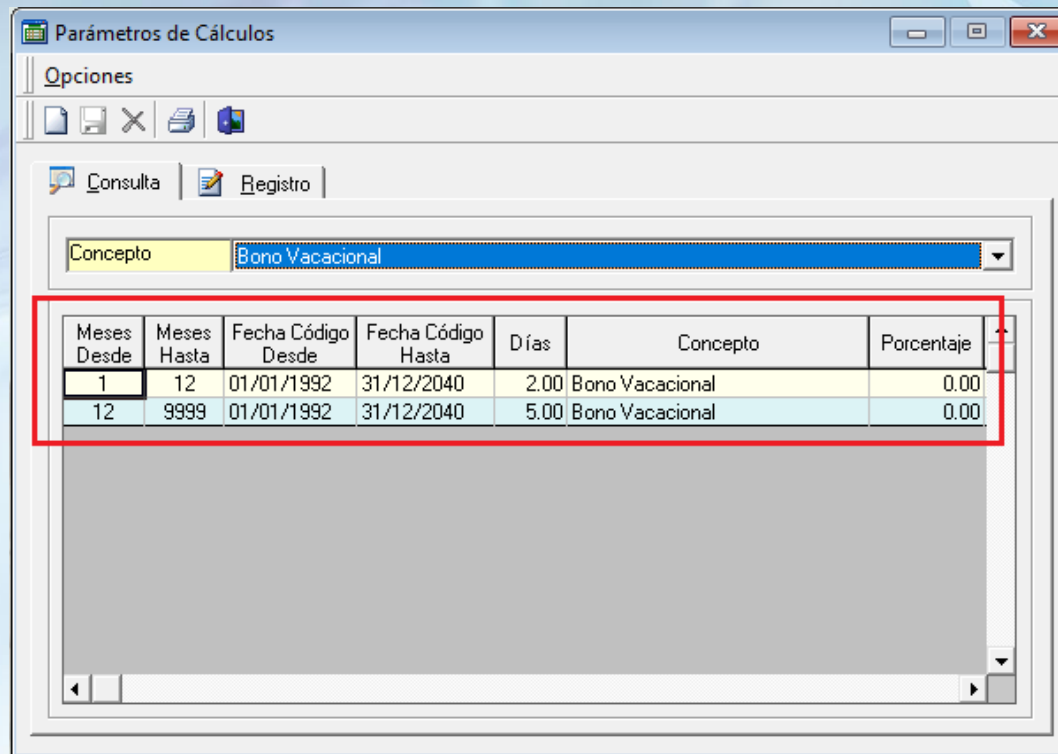 Parámetros de Cálculos
Opciones
Consulta Registro
Concepto Bono Vacacional
Meses Desde Meses Hasta Fecha Código Desde Fecha Código Hasta Días Concepto Porcentaje
1 12 01/01/1992 31/12/2040 2.00 Bono Vacacional 0.00
12 9999 01/01/1992 31/12/2040 5.00 Bono Vacacional 0.00